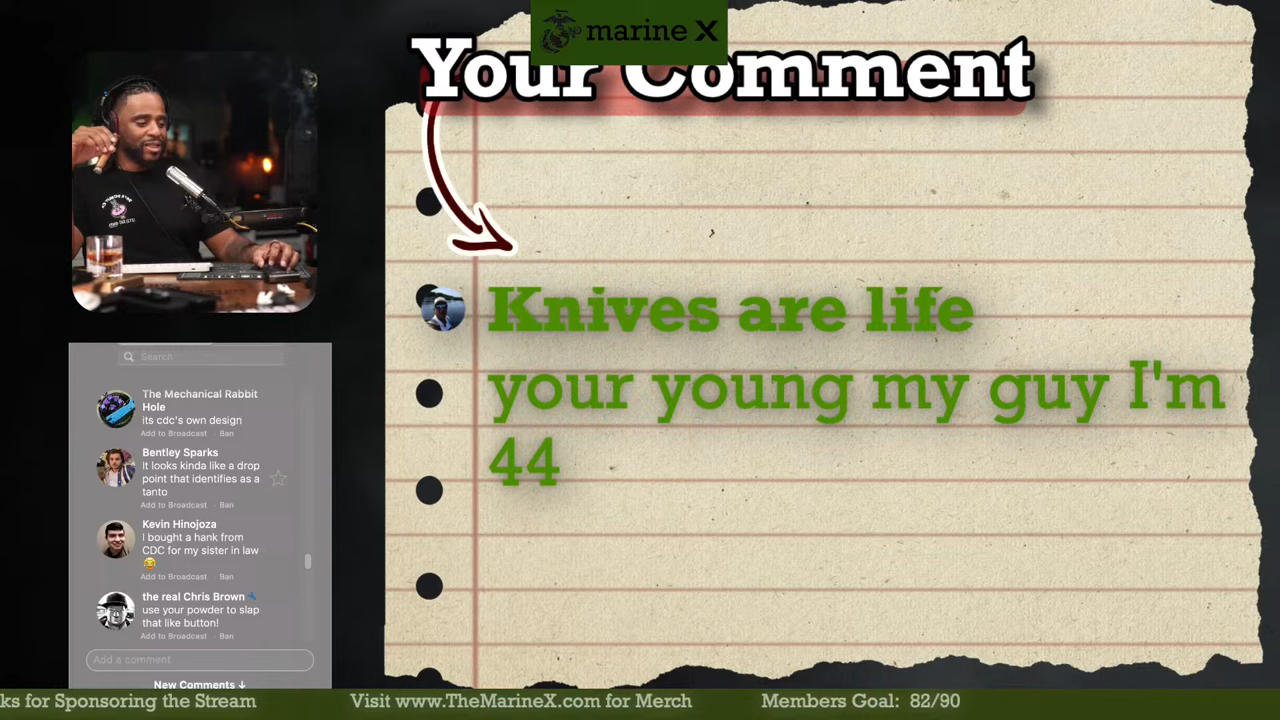 marine X
Your Comment
Knives are life
your young my guy I'm
44
Search
The Mechanical Rabbit
Hole
its cdc's own design
Add to Broadcast · Ban
Bentley Sparks
It looks kinda like a drop
point that identifies as a
tanto
Add to Broadcast · Ban
Kevin Hinojoza
I bought a hank from
CDC for my sister in law
😂
Add to Broadcast · Ban
the real Chris Brown
use your powder to slap
that like button!
Add to Broadcast · Ban
Add a comment
New Comments ↓
ks for Sponsoring the Stream Visit www.TheMarineX.com for Merch Members Goal: 82/90